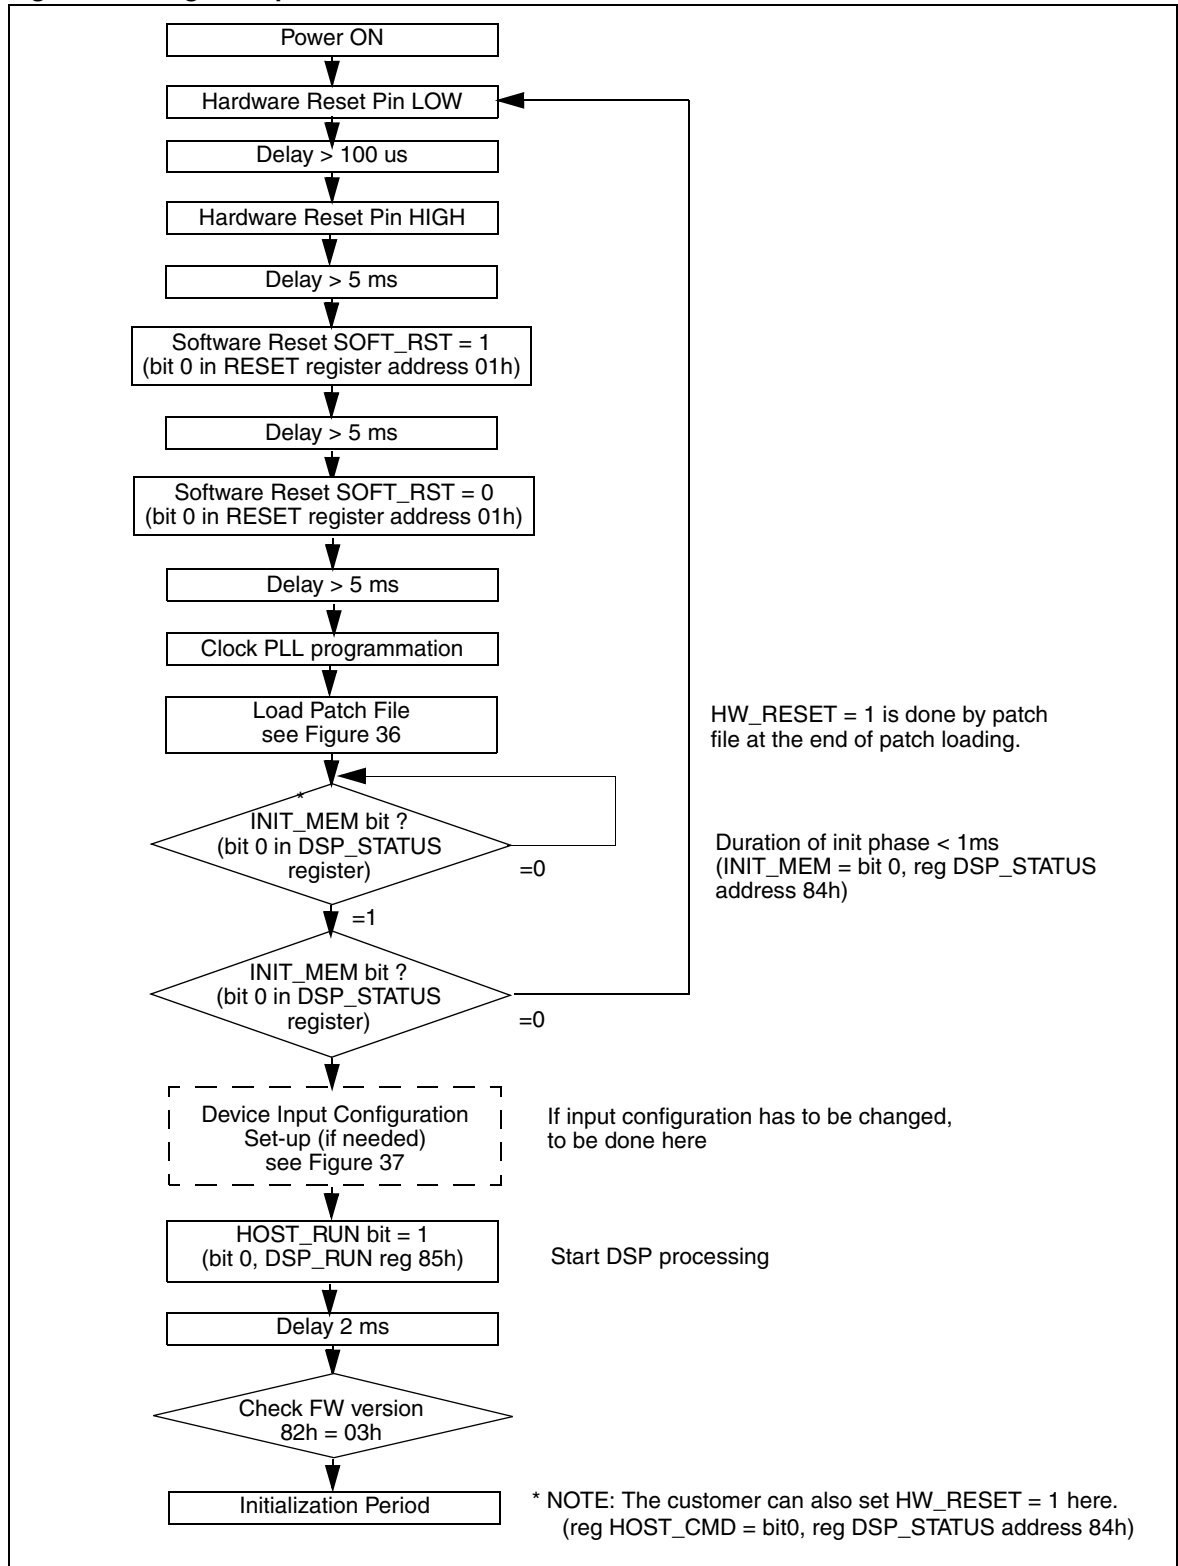 Power ON
Hardware Reset Pin LOW
Delay > 100 us
Hardware Reset Pin HIGH
Delay > 5 ms
Software Reset SOFT_RST = 1
(bit 0 in RESET register address 01h)
Delay > 5 ms
Software Reset SOFT_RST = 0
(bit 0 in RESET register address 01h)
Delay > 5 ms
Clock PLL programmation
Load Patch File
see Figure 36
HW_RESET = 1 is done by patch
file at the end of patch loading.
*
INIT_MEM bit ?
(bit 0 in DSP_STATUS
register)
=0
Duration of init phase < 1ms
(INIT_MEM = bit 0, reg DSP_STATUS
address 84h)
=1
INIT_MEM bit ?
(bit 0 in DSP_STATUS
register)
=0
Device Input Configuration
Set-up (if needed)
see Figure 37
If input configuration has to be changed,
to be done here
HOST_RUN bit = 1
(bit 0, DSP_RUN reg 85h)
Start DSP processing
Delay 2 ms
Check FW version
82h = 03h
Initialization Period
* NOTE: The customer can also set HW_RESET = 1 here.
(reg HOST_CMD = bit0, reg DSP_STATUS address 84h)